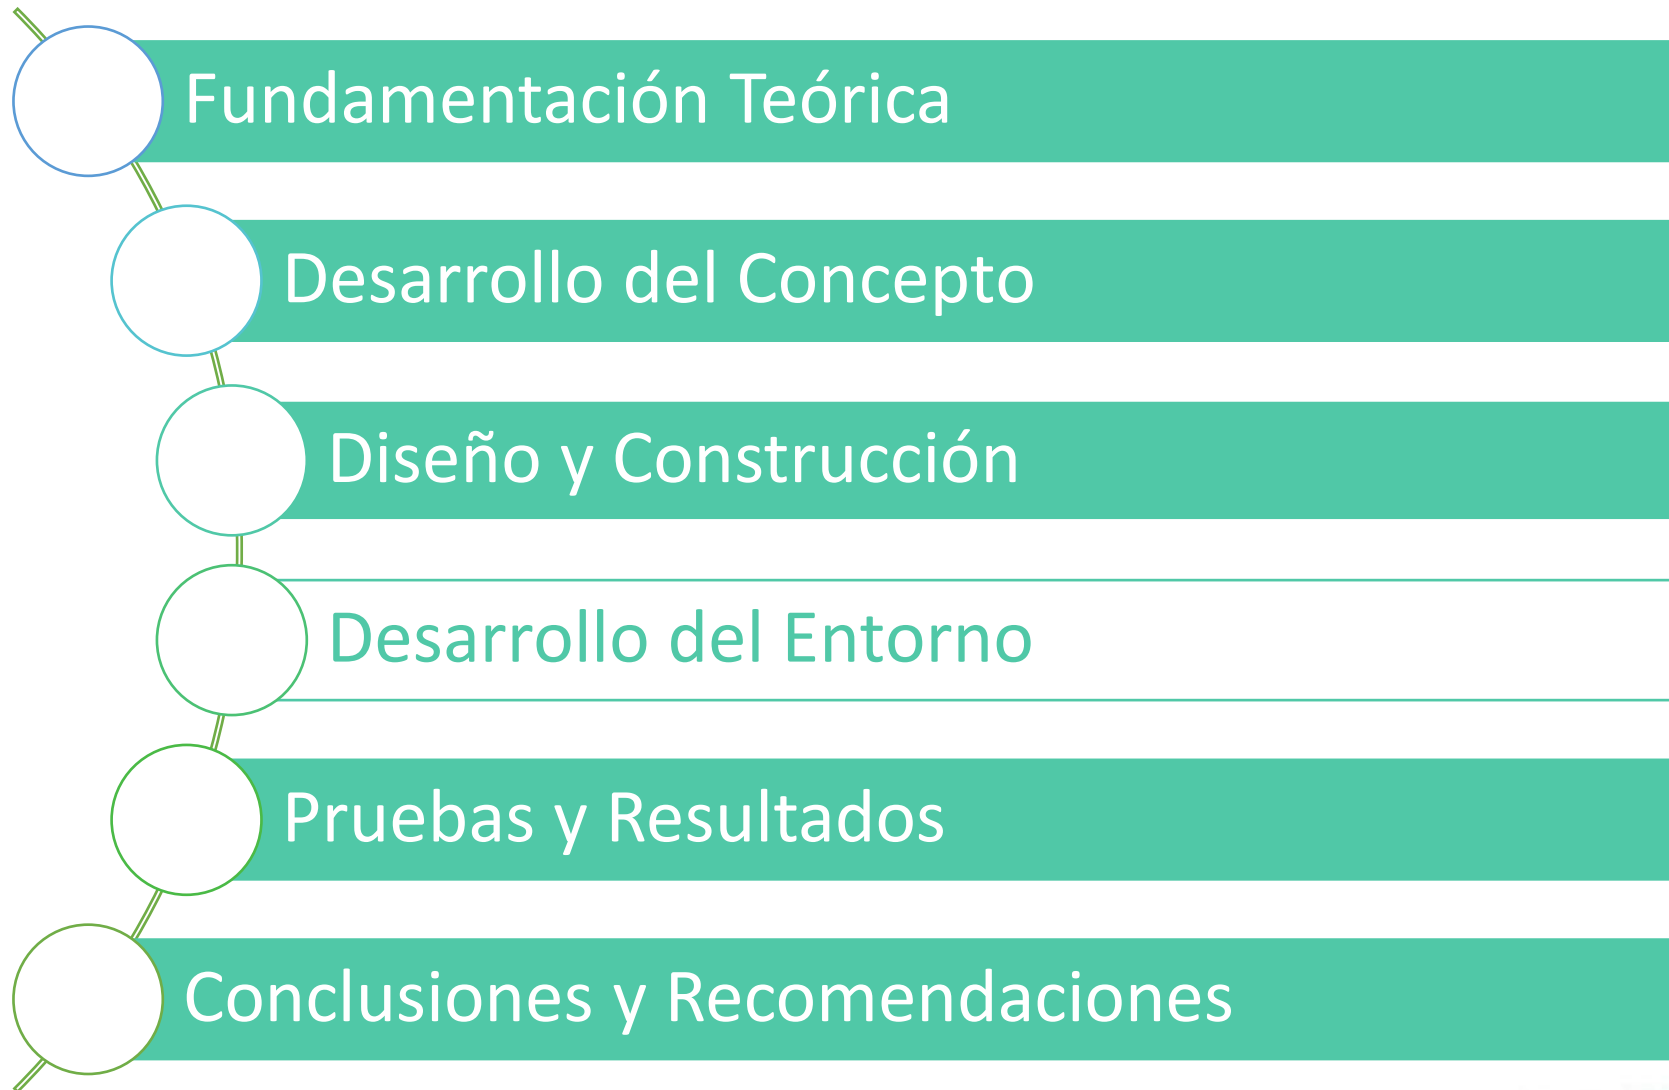 Fundamentación Teórica
Desarrollo del Concepto
Diseño y Construcción
Desarrollo del Entorno
Pruebas y Resultados
Conclusiones y Recomendaciones